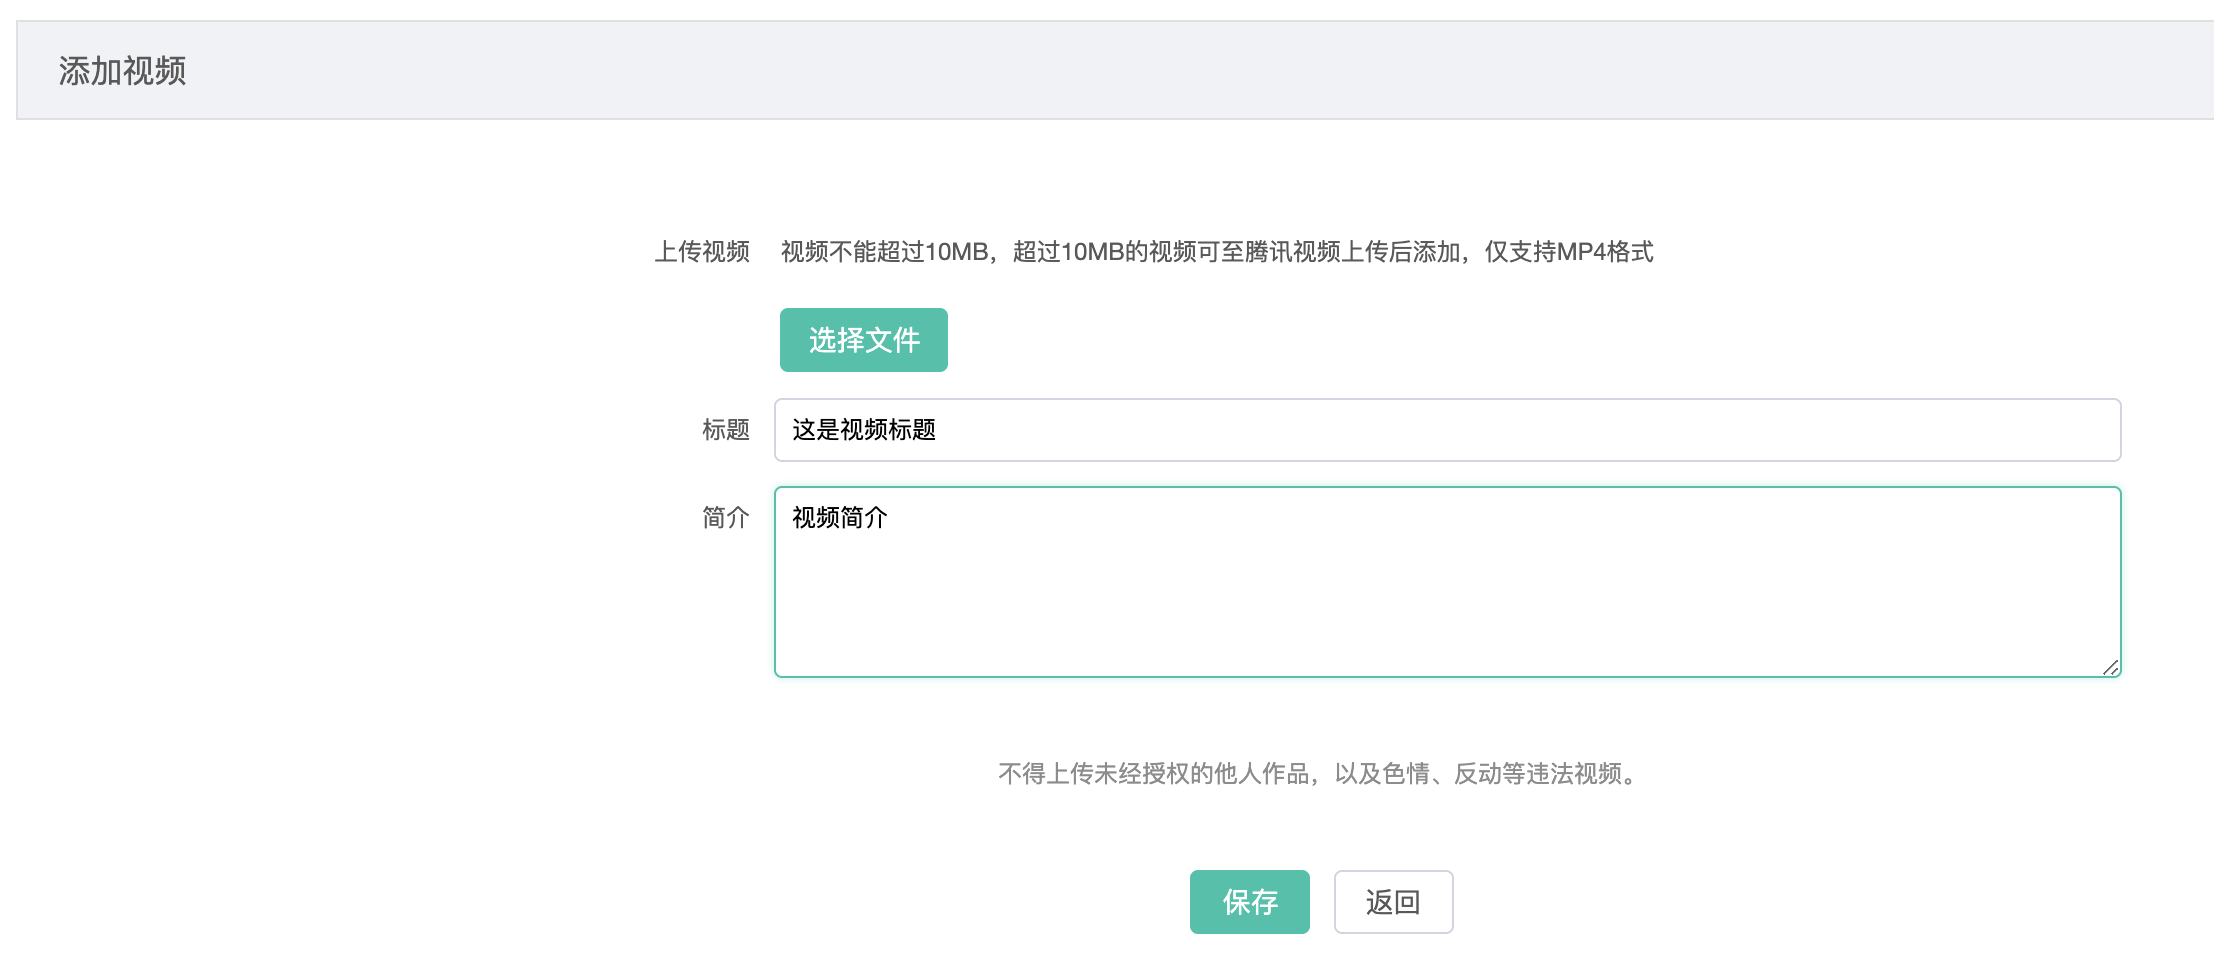 添加视频
上传视频 视频不能超过10MB，超过10MB的视频可至腾讯视频上传后添加，仅支持MP4格式
选择文件
标题 这是视频标题
简介 视频简介
不得上传未经授权的他人作品，以及色情、反动等违法视频。
保存 返回